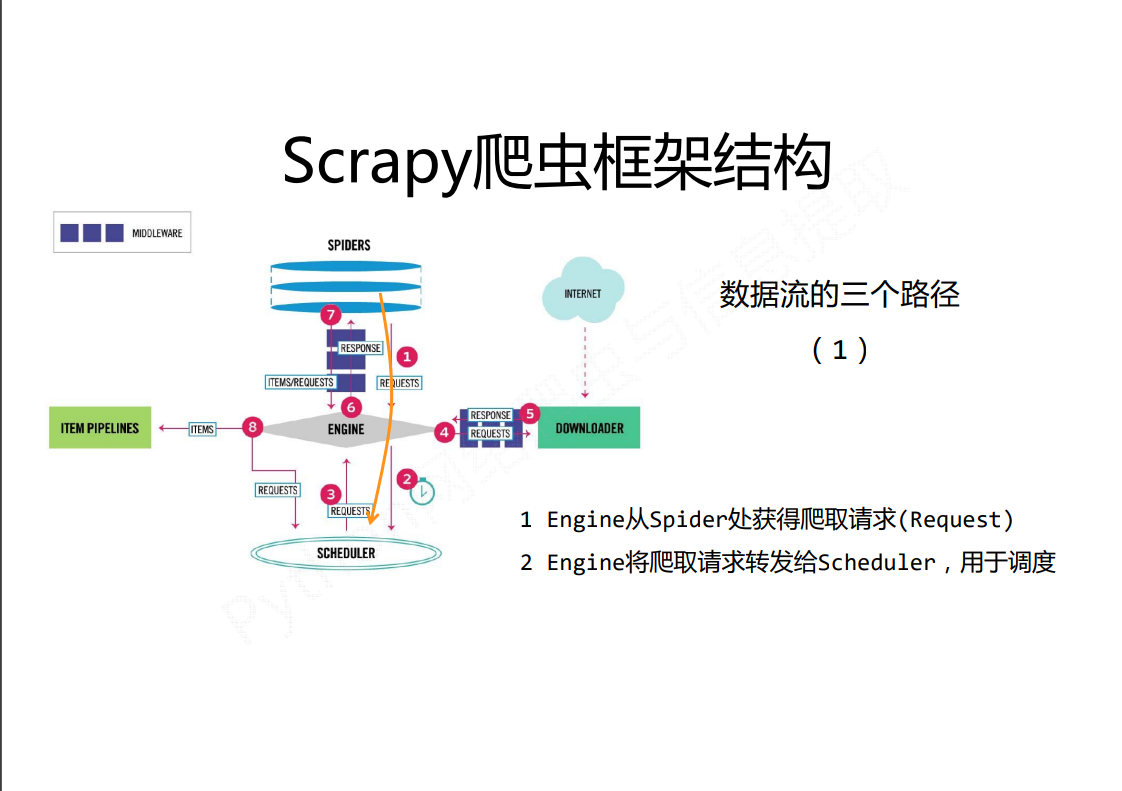 Scrapy爬虫框架结构
MIDDLEWARE
SPIDERS
INTERNET
数据流的三个路径
(1)
7
RESPONSE
1
ITEMS/REQUESTS
REQUESTS
6
5
RESPONSE
ITEM PIPELINES
ITEMS
8
ENGINE
4
REQUESTS
DOWNLOADER
2
REQUESTS
3
REQUESTS
SCHEDULER
1 Engine从Spider处获得爬取请求(Request)
2 Engine将爬取请求转发给Scheduler，用于调度